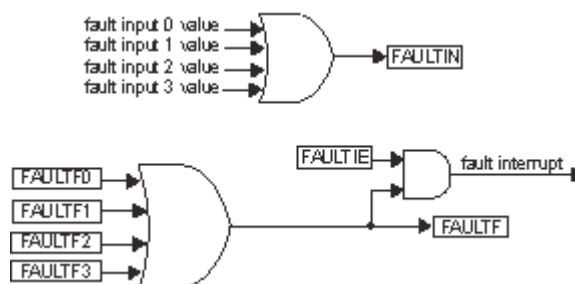 fault input 0 value
fault input 1 value
fault input 2 value
fault input 3 value
FAULTIN
FAULTIE
fault interrupt
FAULTF0
FAULTF1
FAULTF2
FAULTF3
FAULTF